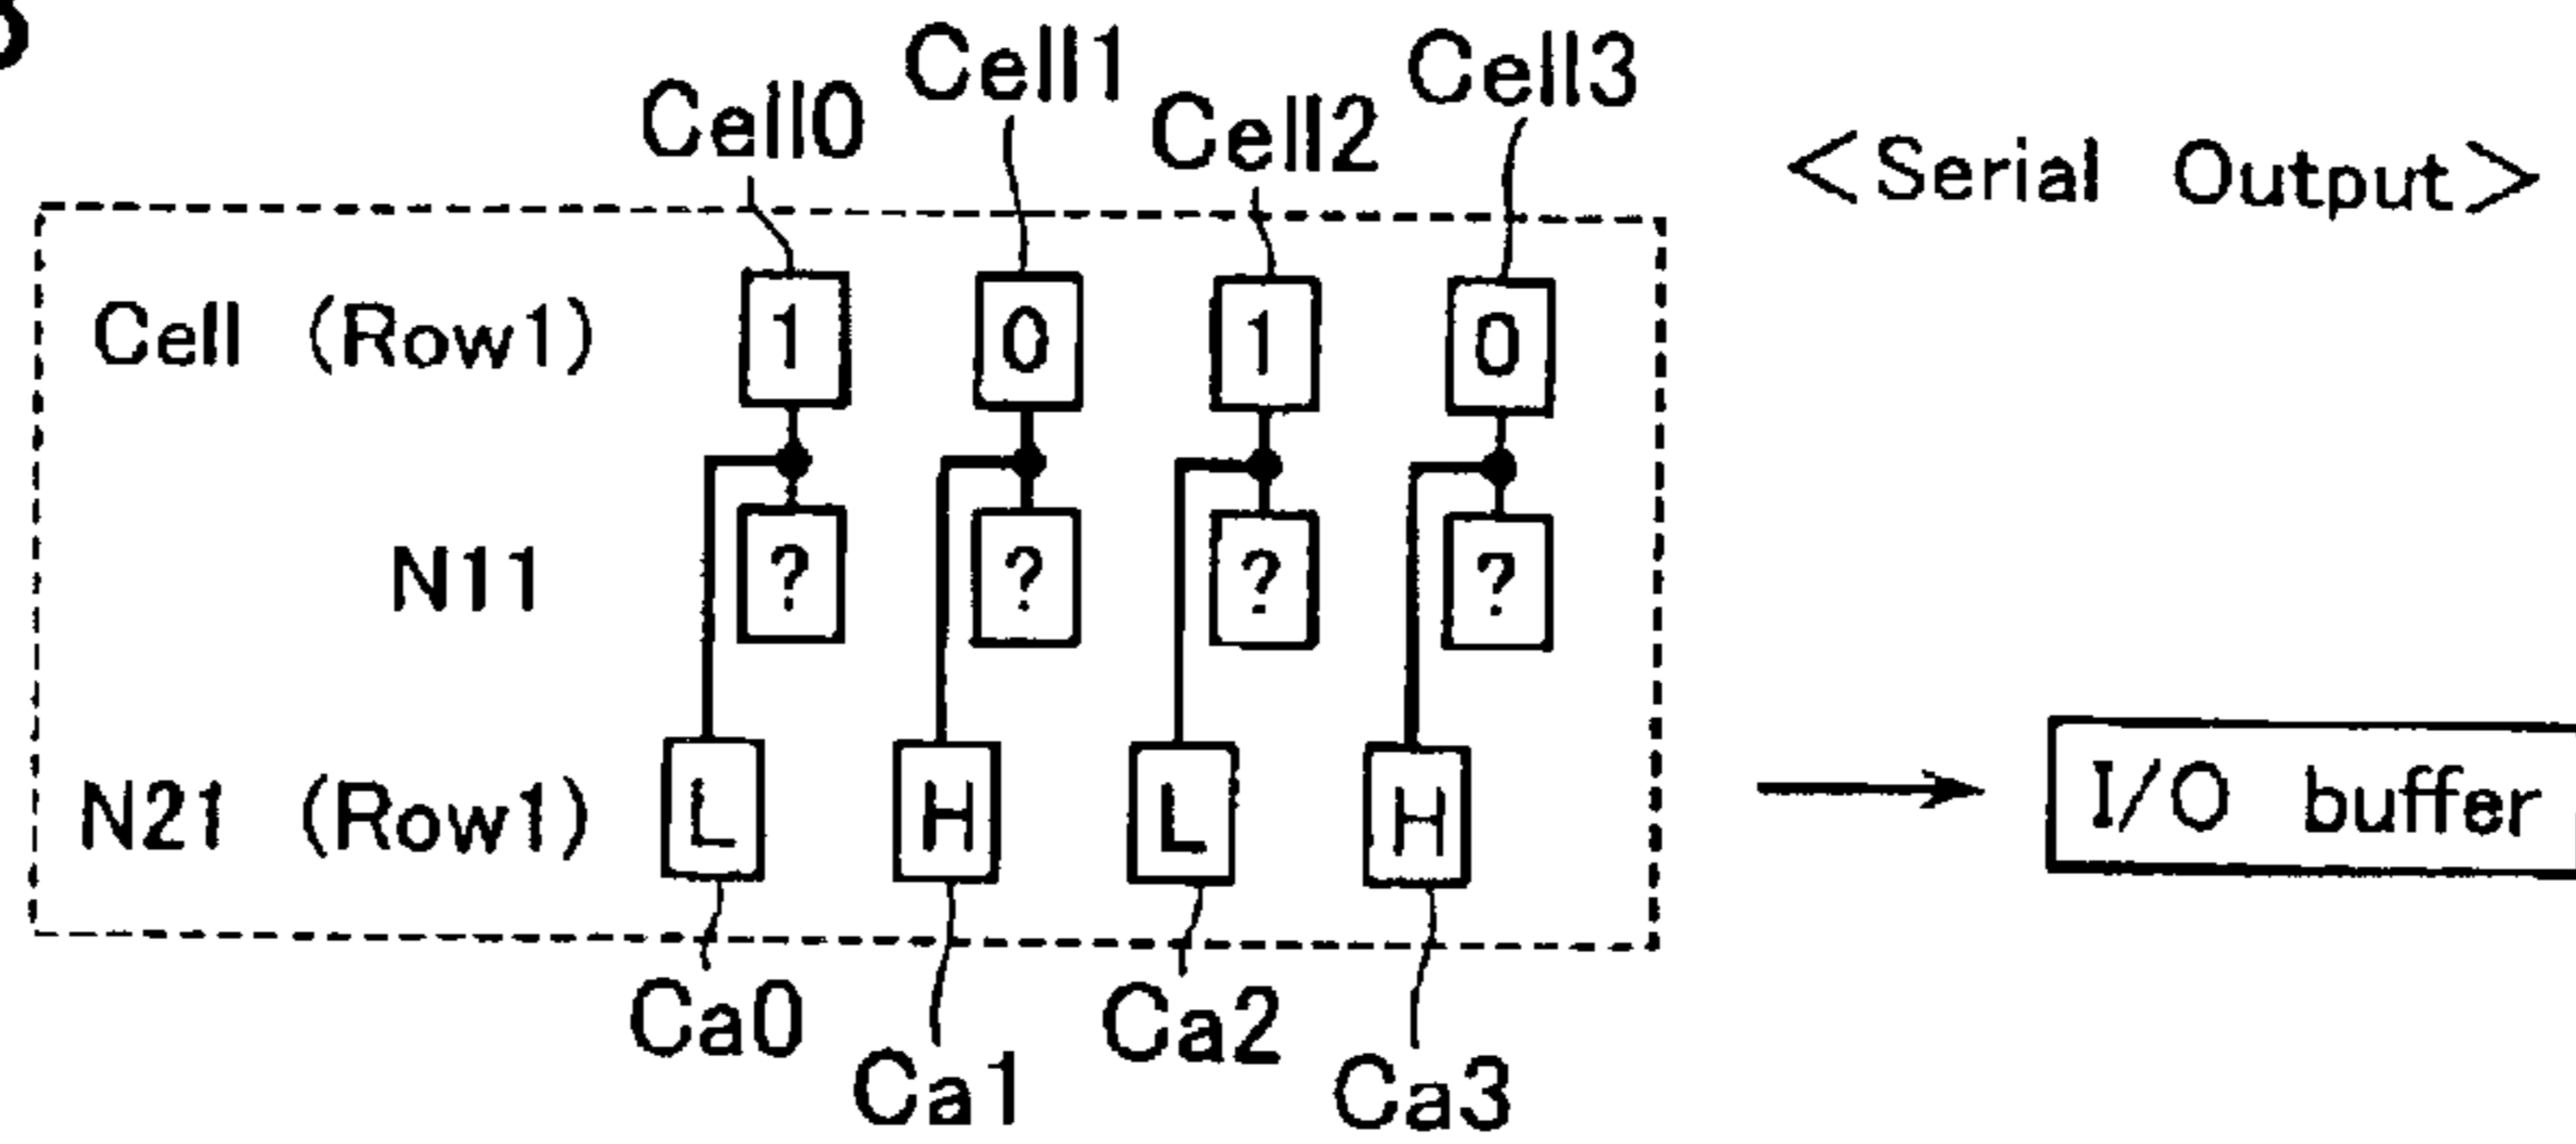 Cell0 Cell1 Cell2 Cell3
<Serial Output>
Cell (Row1) 1 0 1 0
N11 ? ? ? ?
N21 (Row1) L H L H
I/O buffer
Ca0 Ca1 Ca2 Ca3